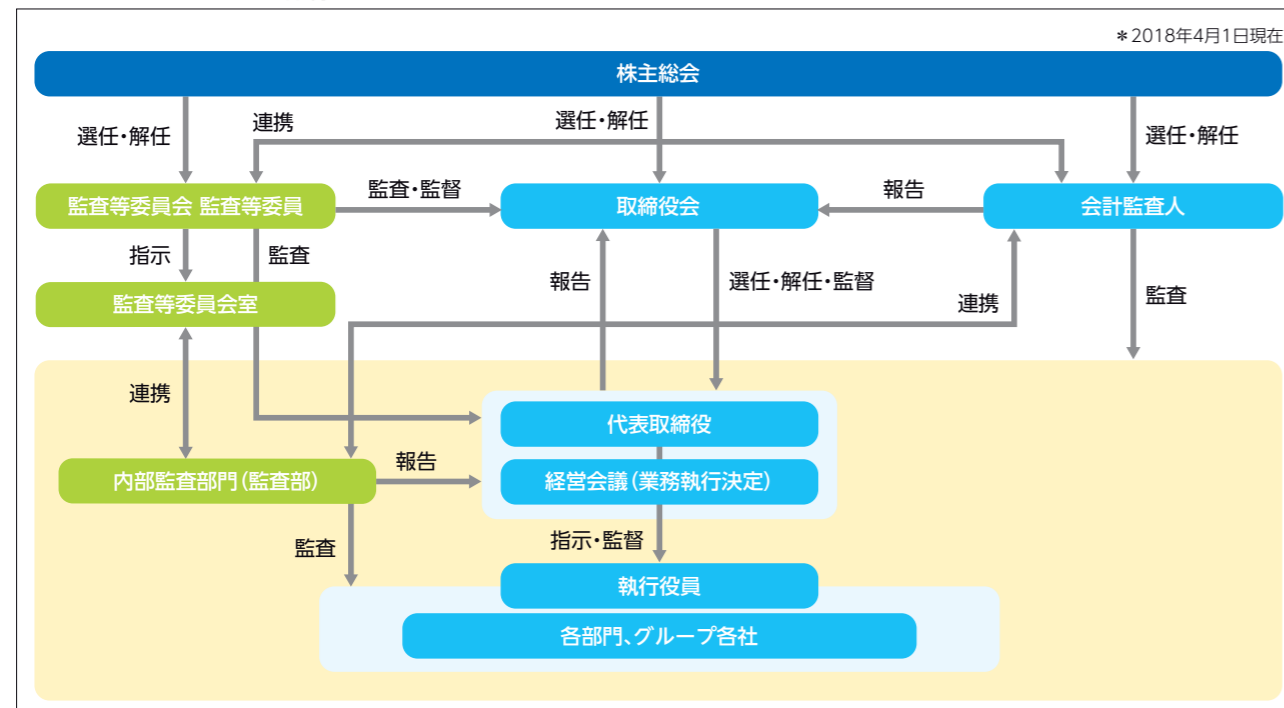 ＊2018年4月1日現在
株主総会
選任・解任
連携
選任・解任
選任・解任
監査等委員会 監査等委員
監査・監督
取締役会
報告
会計監査人
指示
監査
報告
選任・解任・監督
連携
監査
監査等委員会室
連携
代表取締役
内部監査部門（監査部）
報告
経営会議（業務執行決定）
監査
指示・監督
執行役員
各部門、グループ各社